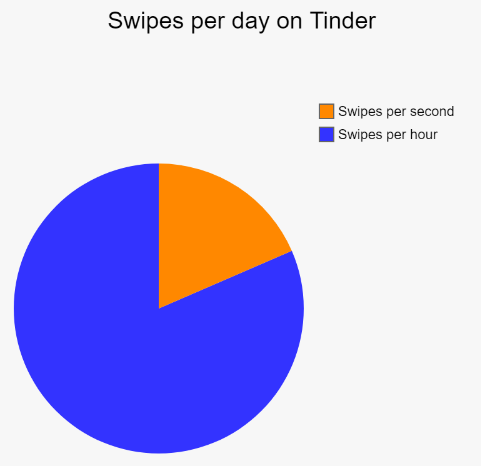 Swipes per day on Tinder
Swipes per second
Swipes per hour